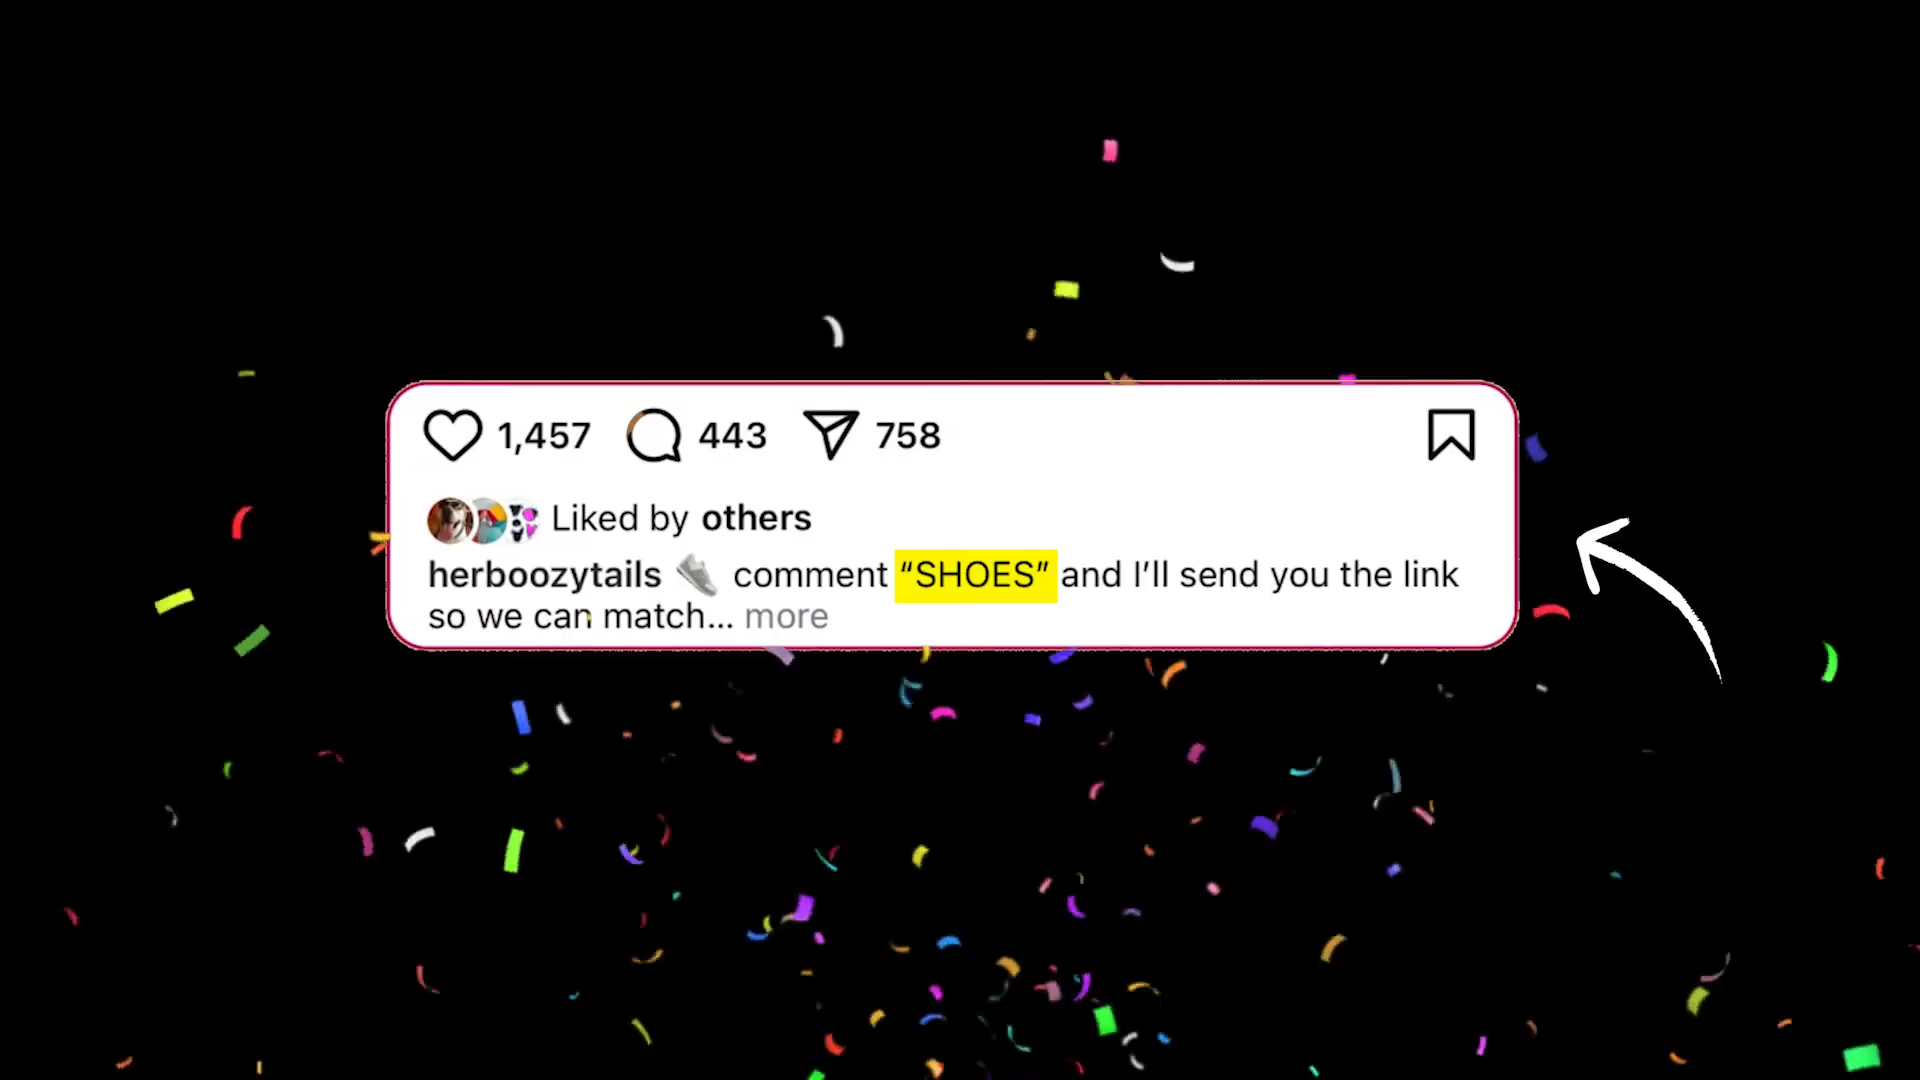 1,457 443 758
Liked by others
herboozytails 👟 comment “SHOES” and I’ll send you the link
so we can match... more